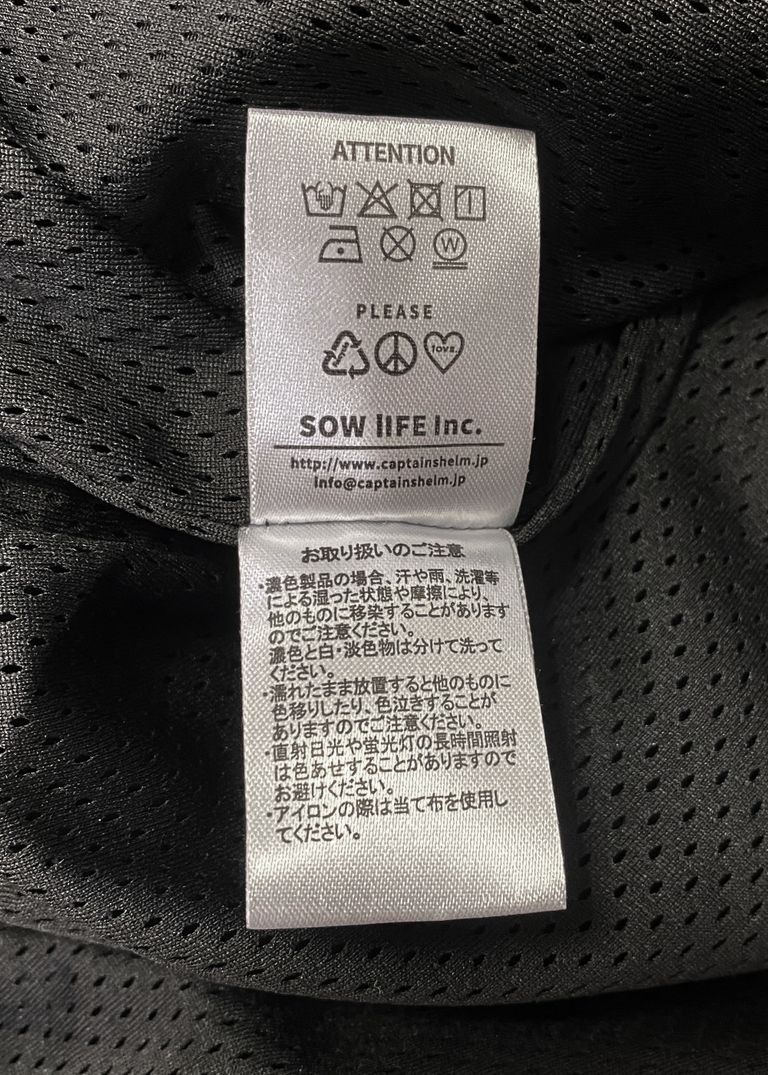 ATTENTION
W
PLEASE
love.
SOW lIFE Inc.
http://www.captainshelm.jp
Info@captainshelm.jp
お取り扱いのご注意
・濃色製品の場合、汗や雨、洗濯等
による湿った状態や摩擦により、
他のものに移染することがあります
のでご注意ください。
濃色と白・淡色物は分けて洗って
ください。
・濡れたまま放置すると他のものに
色移りしたり、色泣きすることが
ありますのでご注意ください。
・直射日光や蛍光灯の長時間照射
は色あせすることがありますので
お避けください。
・アイロンの際は当て布を使用し
てください。